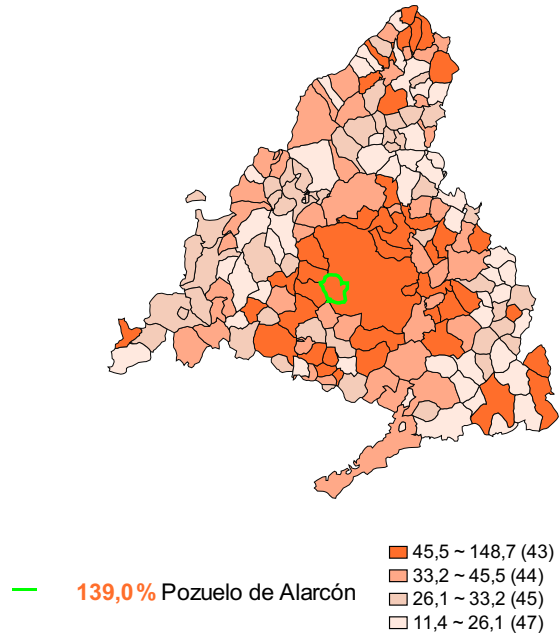 139,0% Pozuelo de Alarcón
45,5 ~ 148,7 (43)
33,2 ~ 45,5 (44)
26,1 ~ 33,2 (45)
11,4 ~ 26,1 (47)